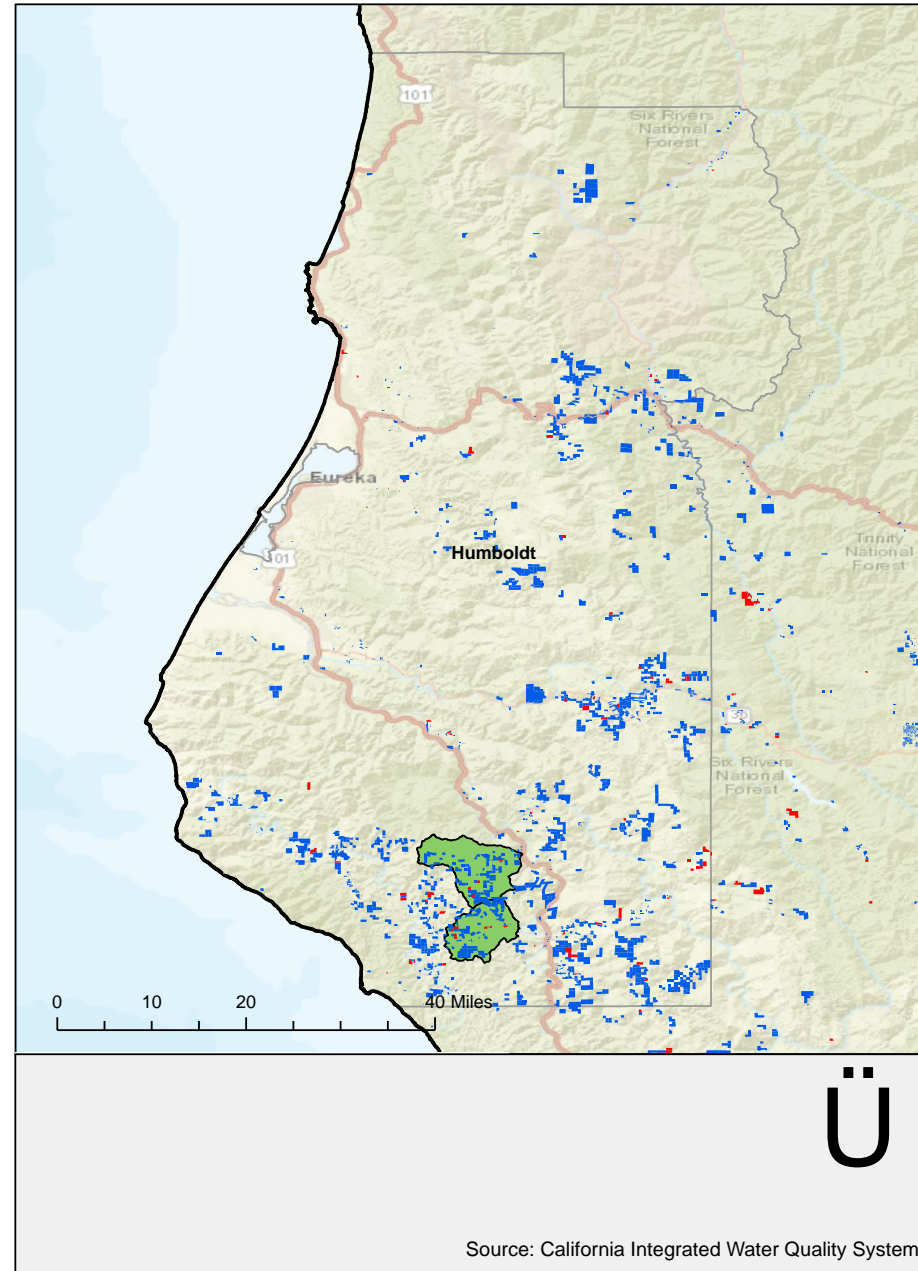 101
Six Rivers
National
Forest
Eureka
Humboldt
101
Trinity
National
Forest
36
Six Rivers
National
Forest
0
10
20
40 Miles
Ü
Source: California Integrated Water Quality System